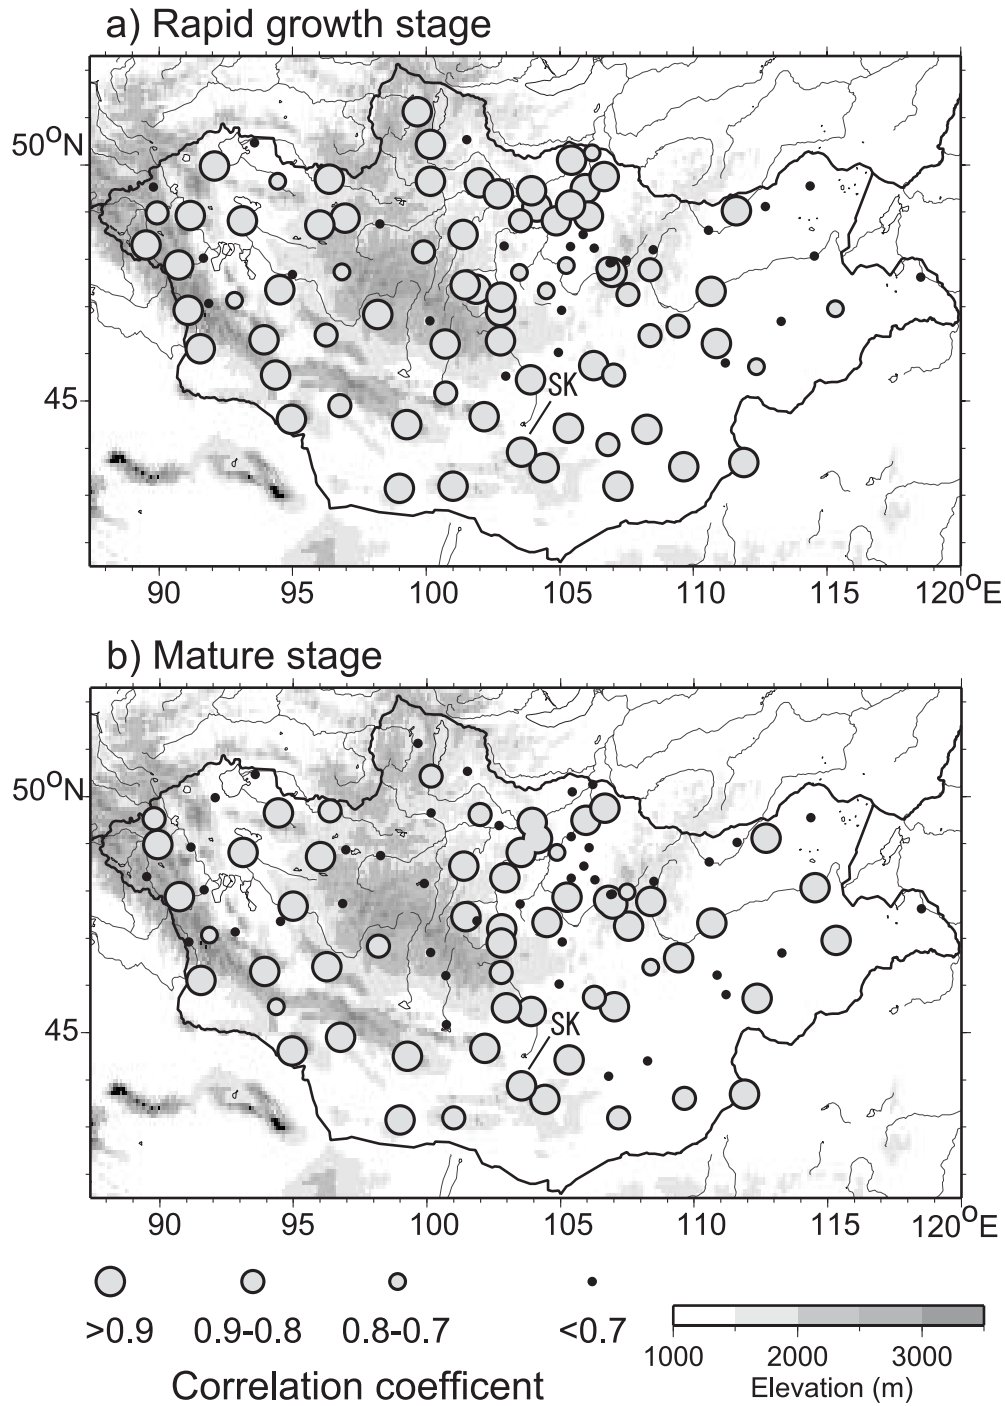 a) Rapid growth stage
50°N
45
SK
90 95 100 105 110 115 120°E
b) Mature stage
50°N
45
SK
90 95 100 105 110 115 120°E
>0.9 0.9-0.8 0.8-0.7 <0.7
Correlation coefficent
1000 2000 3000
Elevation (m)